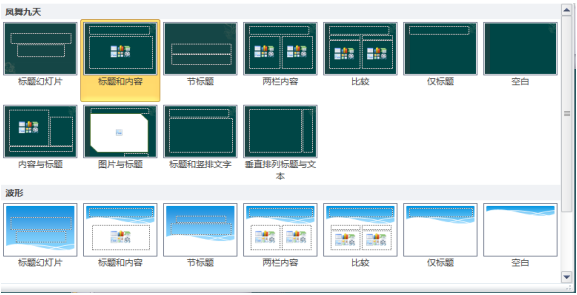 凤舞九天
标题幻灯片 标题和内容 节标题 两栏内容 比较 仅标题 空白
内容与标题 图片与标题 标题和竖排文字 垂直排列标题与文
本
波形
标题幻灯片 标题和内容 节标题 两栏内容 比较 仅标题 空白